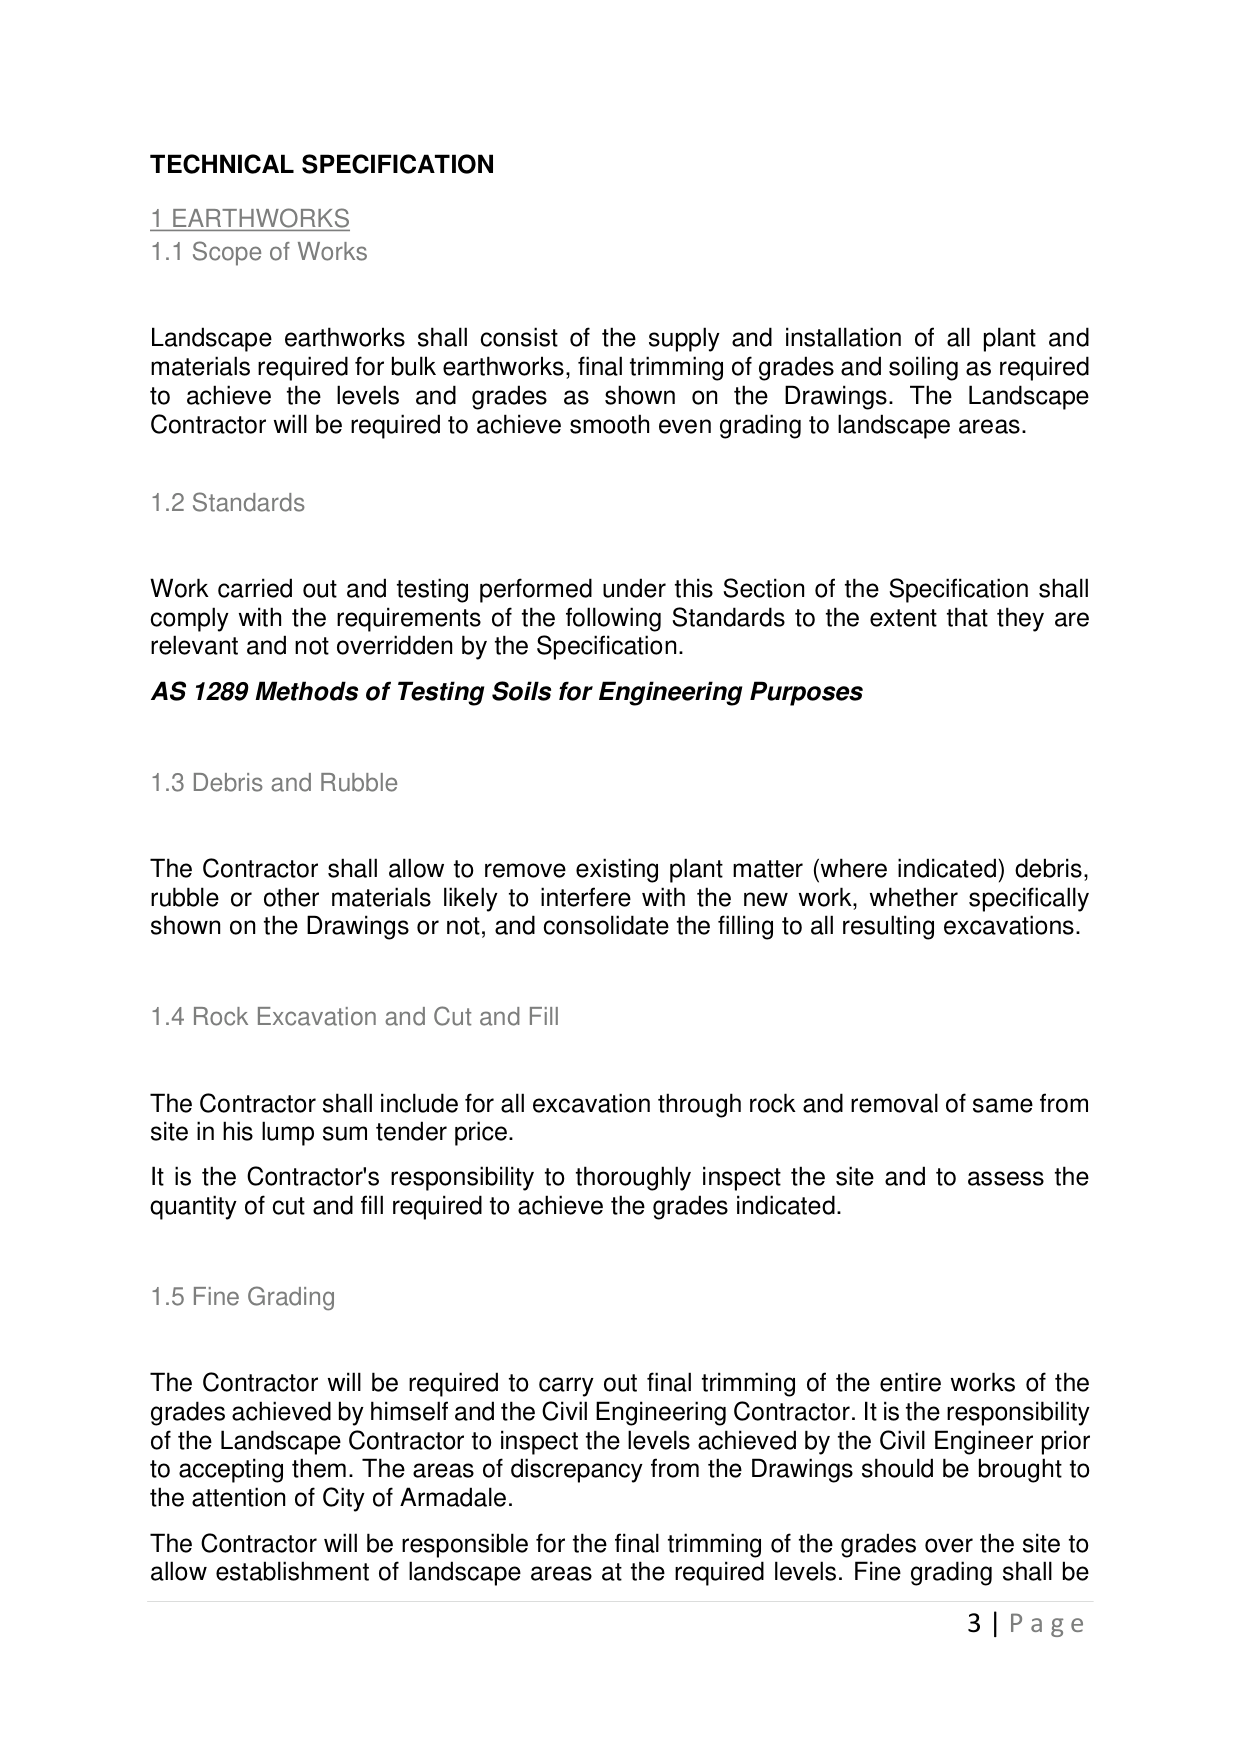 TECHNICAL SPECIFICATION
1 EARTHWORKS
1.1 Scope of Works
Landscape earthworks shall consist of the supply and installation of all plant and
materials required for bulk earthworks, final trimming of grades and soiling as required
to achieve the levels and grades as shown on the Drawings. The Landscape
Contractor will be required to achieve smooth even grading to landscape areas.
1.2 Standards
Work carried out and testing performed under this Section of the Specification shall
comply with the requirements of the following Standards to the extent that they are
relevant and not overridden by the Specification.
AS 1289 Methods of Testing Soils for Engineering Purposes
1.3 Debris and Rubble
The Contractor shall allow to remove existing plant matter (where indicated) debris,
rubble or other materials likely to interfere with the new work, whether specifically
shown on the Drawings or not, and consolidate the filling to all resulting excavations.
1.4 Rock Excavation and Cut and Fill
The Contractor shall include for all excavation through rock and removal of same from
site in his lump sum tender price.
It is the Contractor's responsibility to thoroughly inspect the site and to assess the
quantity of cut and fill required to achieve the grades indicated.
1.5 Fine Grading
The Contractor will be required to carry out final trimming of the entire works of the
grades achieved by himself and the Civil Engineering Contractor. It is the responsibility
of the Landscape Contractor to inspect the levels achieved by the Civil Engineer prior
to accepting them. The areas of discrepancy from the Drawings should be brought to
the attention of City of Armadale.
The Contractor will be responsible for the final trimming of the grades over the site to
allow establishment of landscape areas at the required levels. Fine grading shall be
3 | Page